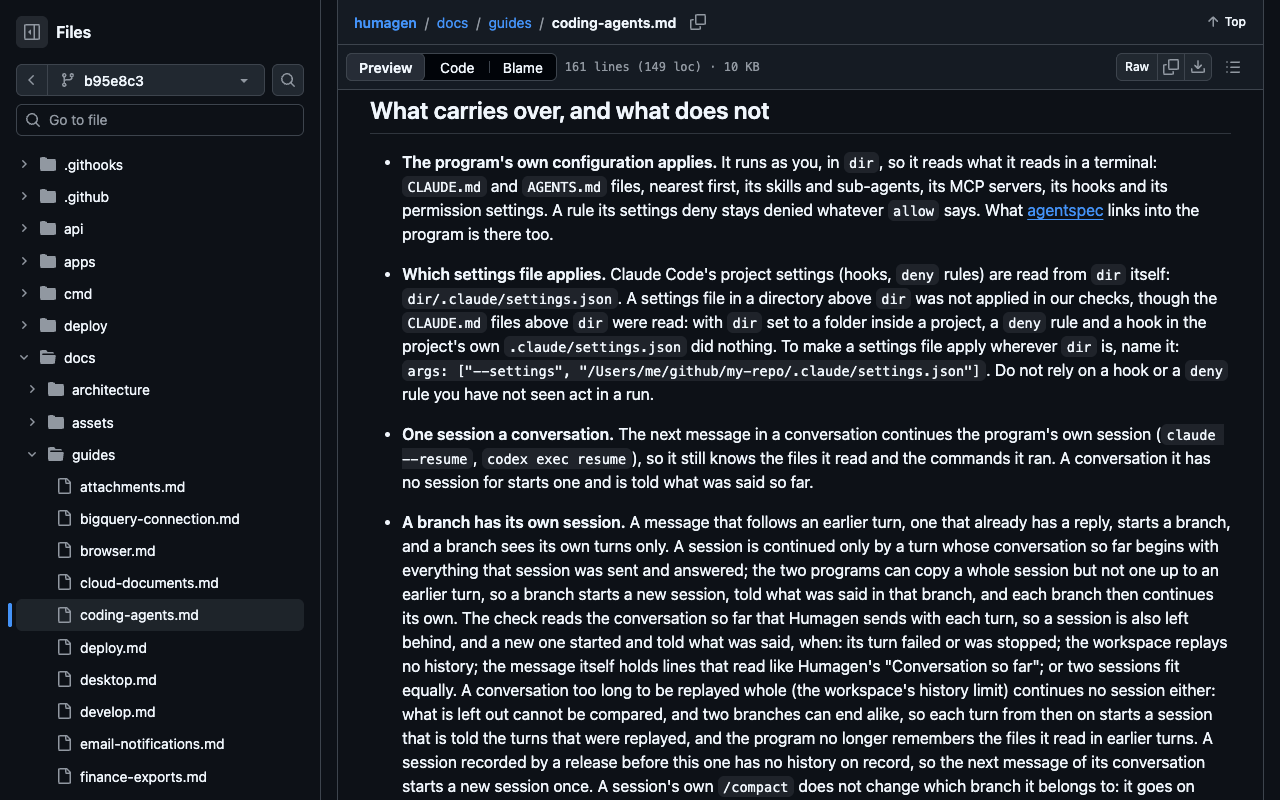 Files
b95e8c3
Go to file
.githooks
.github
api
apps
cmd
deploy
docs
architecture
assets
guides
attachments.md
bigquery-connection.md
browser.md
cloud-documents.md
coding-agents.md
deploy.md
desktop.md
develop.md
email-notifications.md
finance-exports.md
humagen / docs / guides / coding-agents.md
Top
Preview Code Blame 161 lines (149 loc) · 10 KB
Raw
What carries over, and what does not
• The program's own configuration applies. It runs as you, in dir, so it reads what it reads in a terminal:
CLAUDE.md and AGENTS.md files, nearest first, its skills and sub-agents, its MCP servers, its hooks and its
permission settings. A rule its settings deny stays denied whatever allow says. What agentspec links into the
program is there too.
• Which settings file applies. Claude Code's project settings (hooks, deny rules) are read from dir itself:
dir/.claude/settings.json. A settings file in a directory above dir was not applied in our checks, though the
CLAUDE.md files above dir were read: with dir set to a folder inside a project, a deny rule and a hook in the
project's own .claude/settings.json did nothing. To make a settings file apply wherever dir is, name it:
args: ["--settings", "/Users/me/github/my-repo/.claude/settings.json"]. Do not rely on a hook or a deny
rule you have not seen act in a run.
• One session a conversation. The next message in a conversation continues the program's own session (claude
--resume, codex exec resume), so it still knows the files it read and the commands it ran. A conversation it has
no session for starts one and is told what was said so far.
• A branch has its own session. A message that follows an earlier turn, one that already has a reply, starts a branch,
and a branch sees its own turns only. A session is continued only by a turn whose conversation so far begins with
everything that session was sent and answered; the two programs can copy a whole session but not one up to an
earlier turn, so a branch starts a new session, told what was said in that branch, and each branch then continues
its own. The check reads the conversation so far that Humagen sends with each turn, so a session is also left
behind, and a new one started and told what was said, when: its turn failed or was stopped; the workspace replays
no history; the message itself holds lines that read like Humagen's "Conversation so far"; or two sessions fit
equally. A conversation too long to be replayed whole (the workspace's history limit) continues no session either:
what is left out cannot be compared, and two branches can end alike, so each turn from then on starts a session
that is told the turns that were replayed, and the program no longer remembers the files it read in earlier turns. A
session recorded by a release before this one has no history on record, so the next message of its conversation
starts a new session once. A session's own /compact does not change which branch it belongs to: it goes on